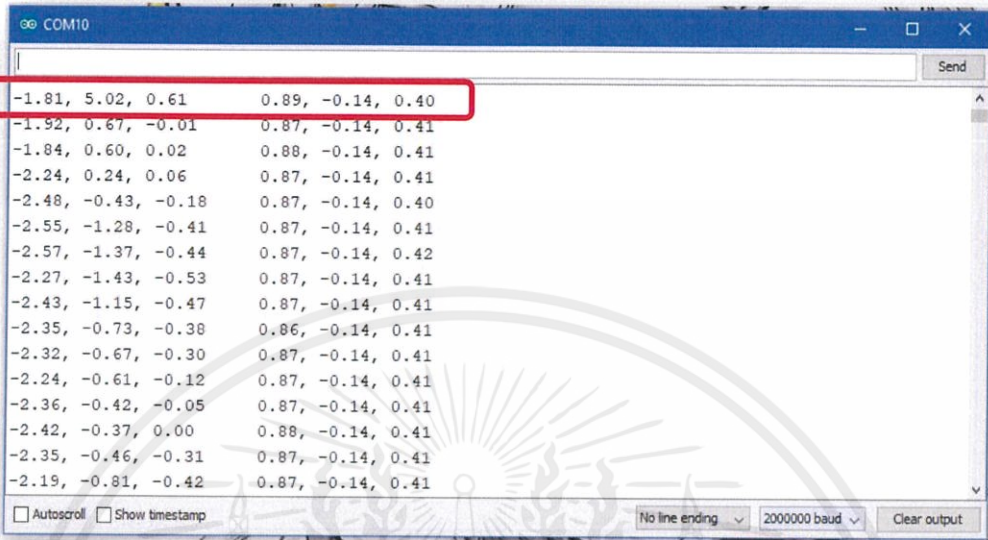 COM10
Send
-1.81, 5.02, 0.61 0.89, -0.14, 0.40
-1.92, 0.67, -0.01 0.87, -0.14, 0.41
-1.84, 0.60, 0.02 0.88, -0.14, 0.41
-2.24, 0.24, 0.06 0.87, -0.14, 0.41
-2.48, -0.43, -0.18 0.87, -0.14, 0.40
-2.55, -1.28, -0.41 0.87, -0.14, 0.41
-2.57, -1.37, -0.44 0.87, -0.14, 0.42
-2.27, -1.43, -0.53 0.87, -0.14, 0.41
-2.43, -1.15, -0.47 0.87, -0.14, 0.41
-2.35, -0.73, -0.38 0.86, -0.14, 0.41
-2.32, -0.67, -0.30 0.87, -0.14, 0.41
-2.24, -0.61, -0.12 0.87, -0.14, 0.41
-2.36, -0.42, -0.05 0.87, -0.14, 0.41
-2.42, -0.37, 0.00 0.88, -0.14, 0.41
-2.35, -0.46, -0.31 0.87, -0.14, 0.41
-2.19, -0.81, -0.42 0.87, -0.14, 0.41
Autoscroll Show timestamp No line ending 2000000 baud Clear output